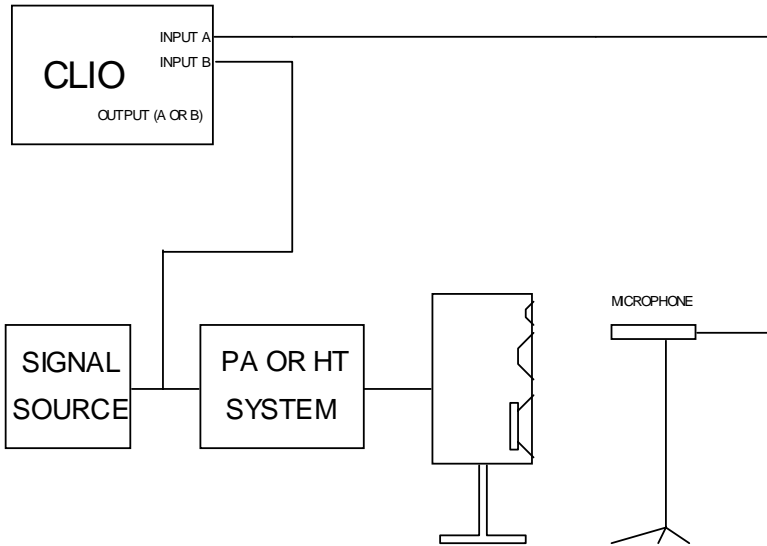 INPUT A
CLIO
INPUT B
OUTPUT (A OR B)
MICROPHONE
SIGNAL
SOURCE
PA OR HT
SYSTEM